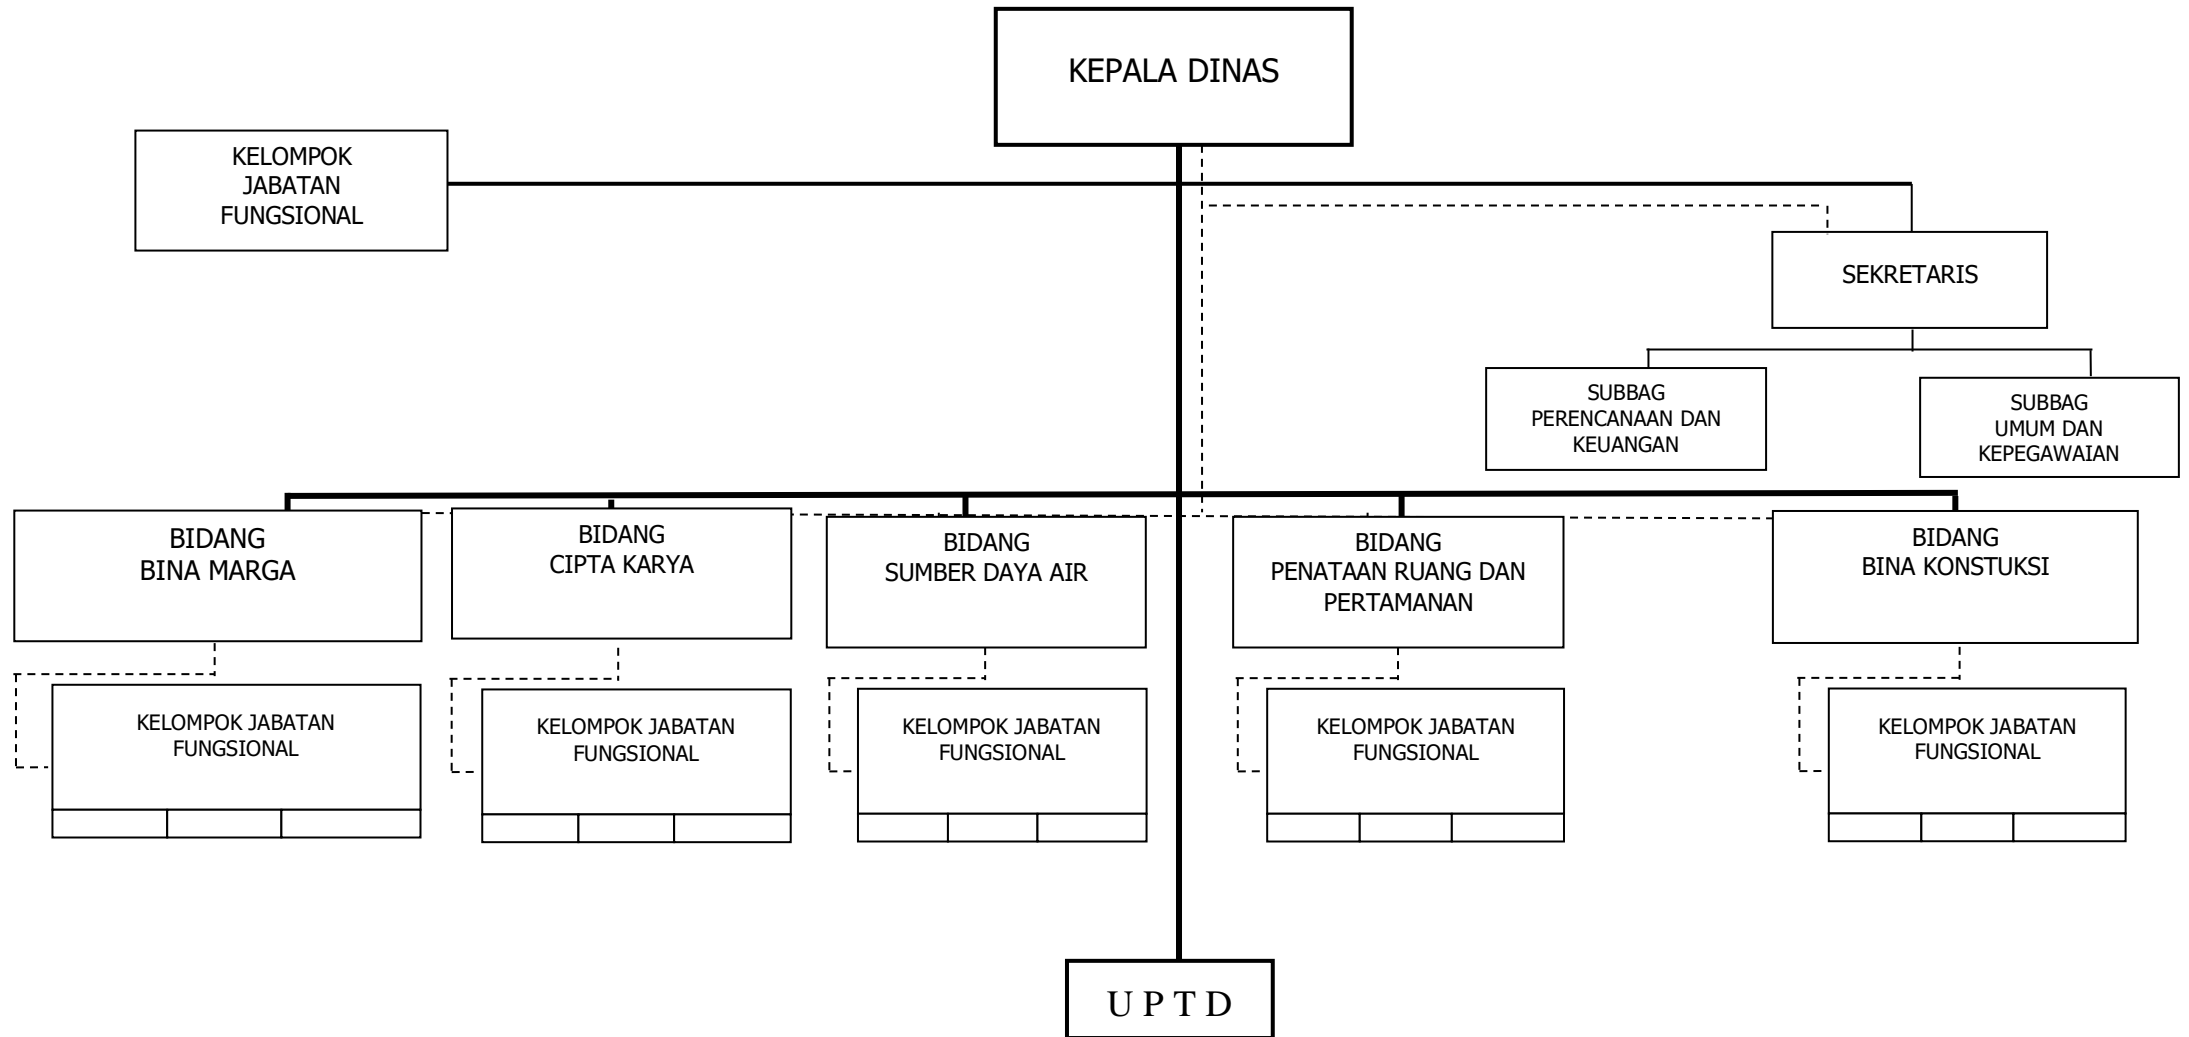 KEPALA DINAS
KELOMPOK
JABATAN
FUNGSIONAL
SEKRETARIS
SUBBAG
PERENCANAAN DAN
KEUANGAN
SUBBAG
UMUM DAN
KEPEGAWAIAN
BIDANG
BINA MARGA
BIDANG
CIPTA KARYA
BIDANG
SUMBER DAYA AIR
BIDANG
PENATAAN RUANG DAN
PERTAMANAN
BIDANG
BINA KONSTUKSI
KELOMPOK JABATAN
FUNGSIONAL
KELOMPOK JABATAN
FUNGSIONAL
KELOMPOK JABATAN
FUNGSIONAL
KELOMPOK JABATAN
FUNGSIONAL
KELOMPOK JABATAN
FUNGSIONAL
U P T D